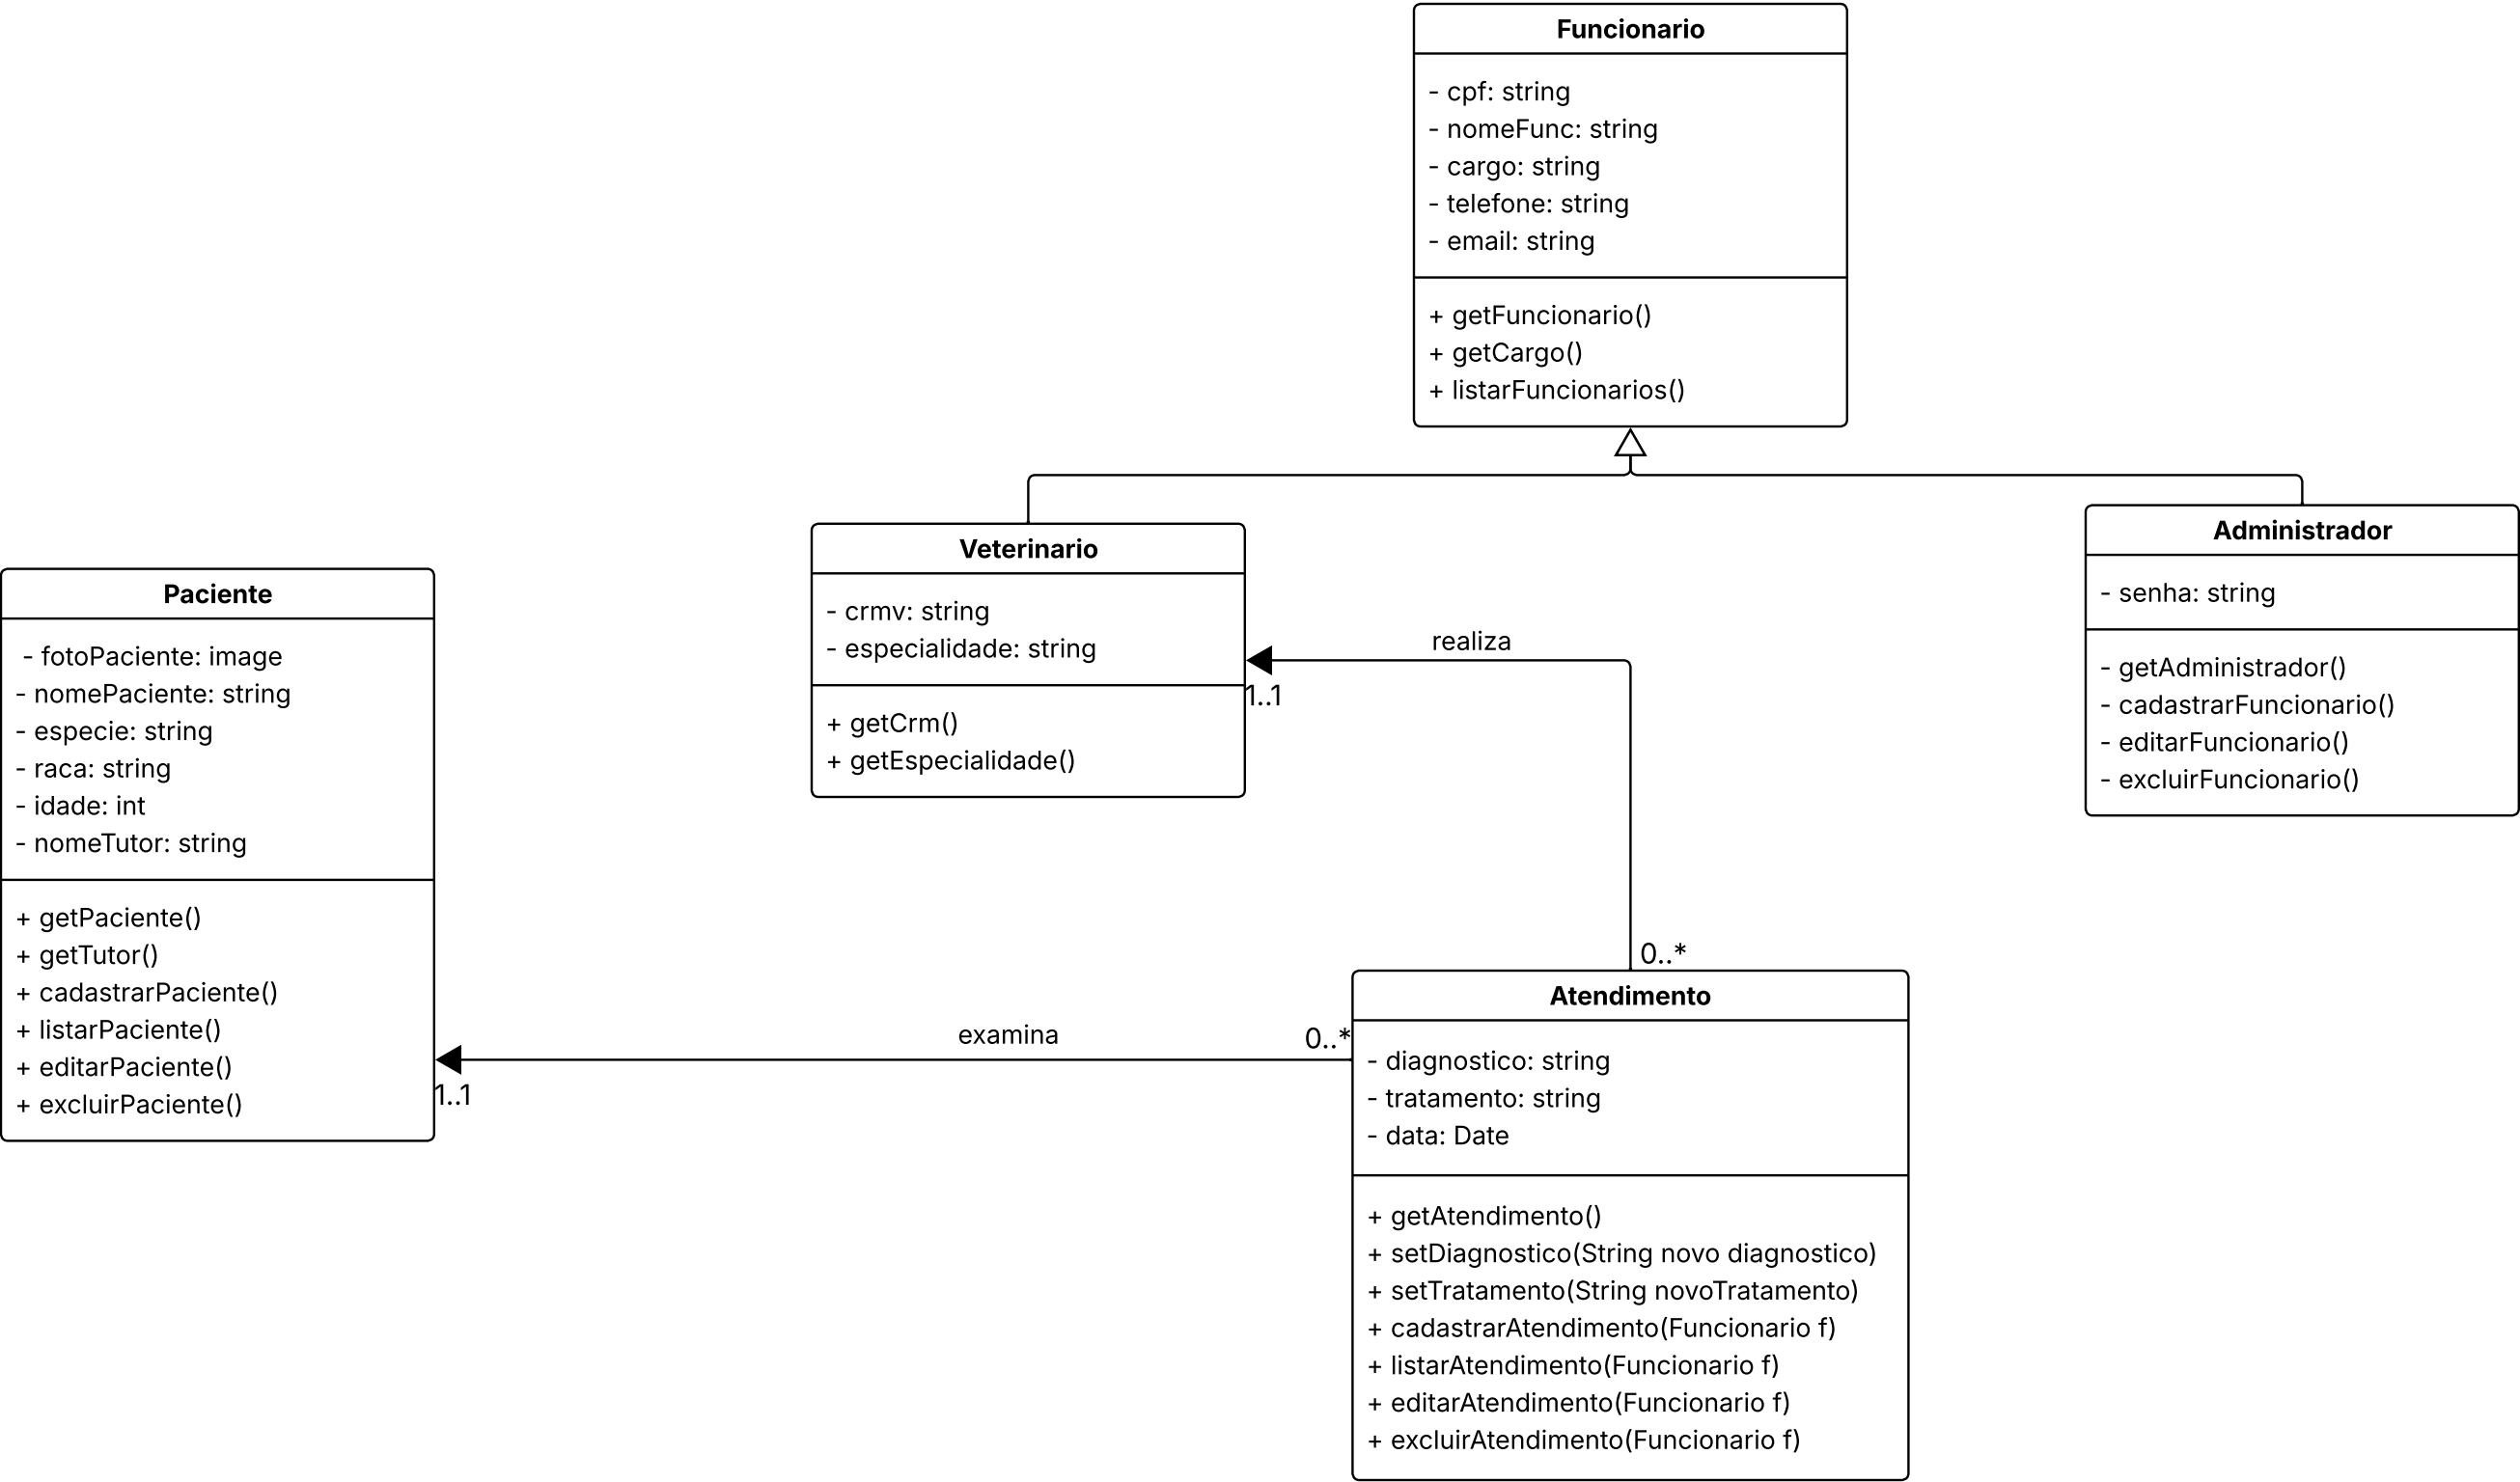 Funcionario
- cpf: string
- nomeFunc: string
- cargo: string
- telefone: string
- email: string
+ getFuncionario()
+ getCargo()
+ listarFuncionarios()
Veterinario
- crmv: string
- especialidade: string
+ getCrm()
+ getEspecialidade()
Administrador
- senha: string
- getAdministrador()
- cadastrarFuncionario()
- editarFuncionario()
- excluirFuncionario()
Paciente
- fotoPaciente: image
- nomePaciente: string
- especie: string
- raca: string
- idade: int
- nomeTutor: string
+ getPaciente()
+ getTutor()
+ cadastrarPaciente()
+ listarPaciente()
+ editarPaciente()
+ excluirPaciente()
realiza
1..1
0..*
examina
0..*
1..1
Atendimento
- diagnostico: string
- tratamento: string
- data: Date
+ getAtendimento()
+ setDiagnostico(String novo diagnostico)
+ setTratamento(String novoTratamento)
+ cadastrarAtendimento(Funcionario f)
+ listarAtendimento(Funcionario f)
+ editarAtendimento(Funcionario f)
+ excluirAtendimento(Funcionario f)